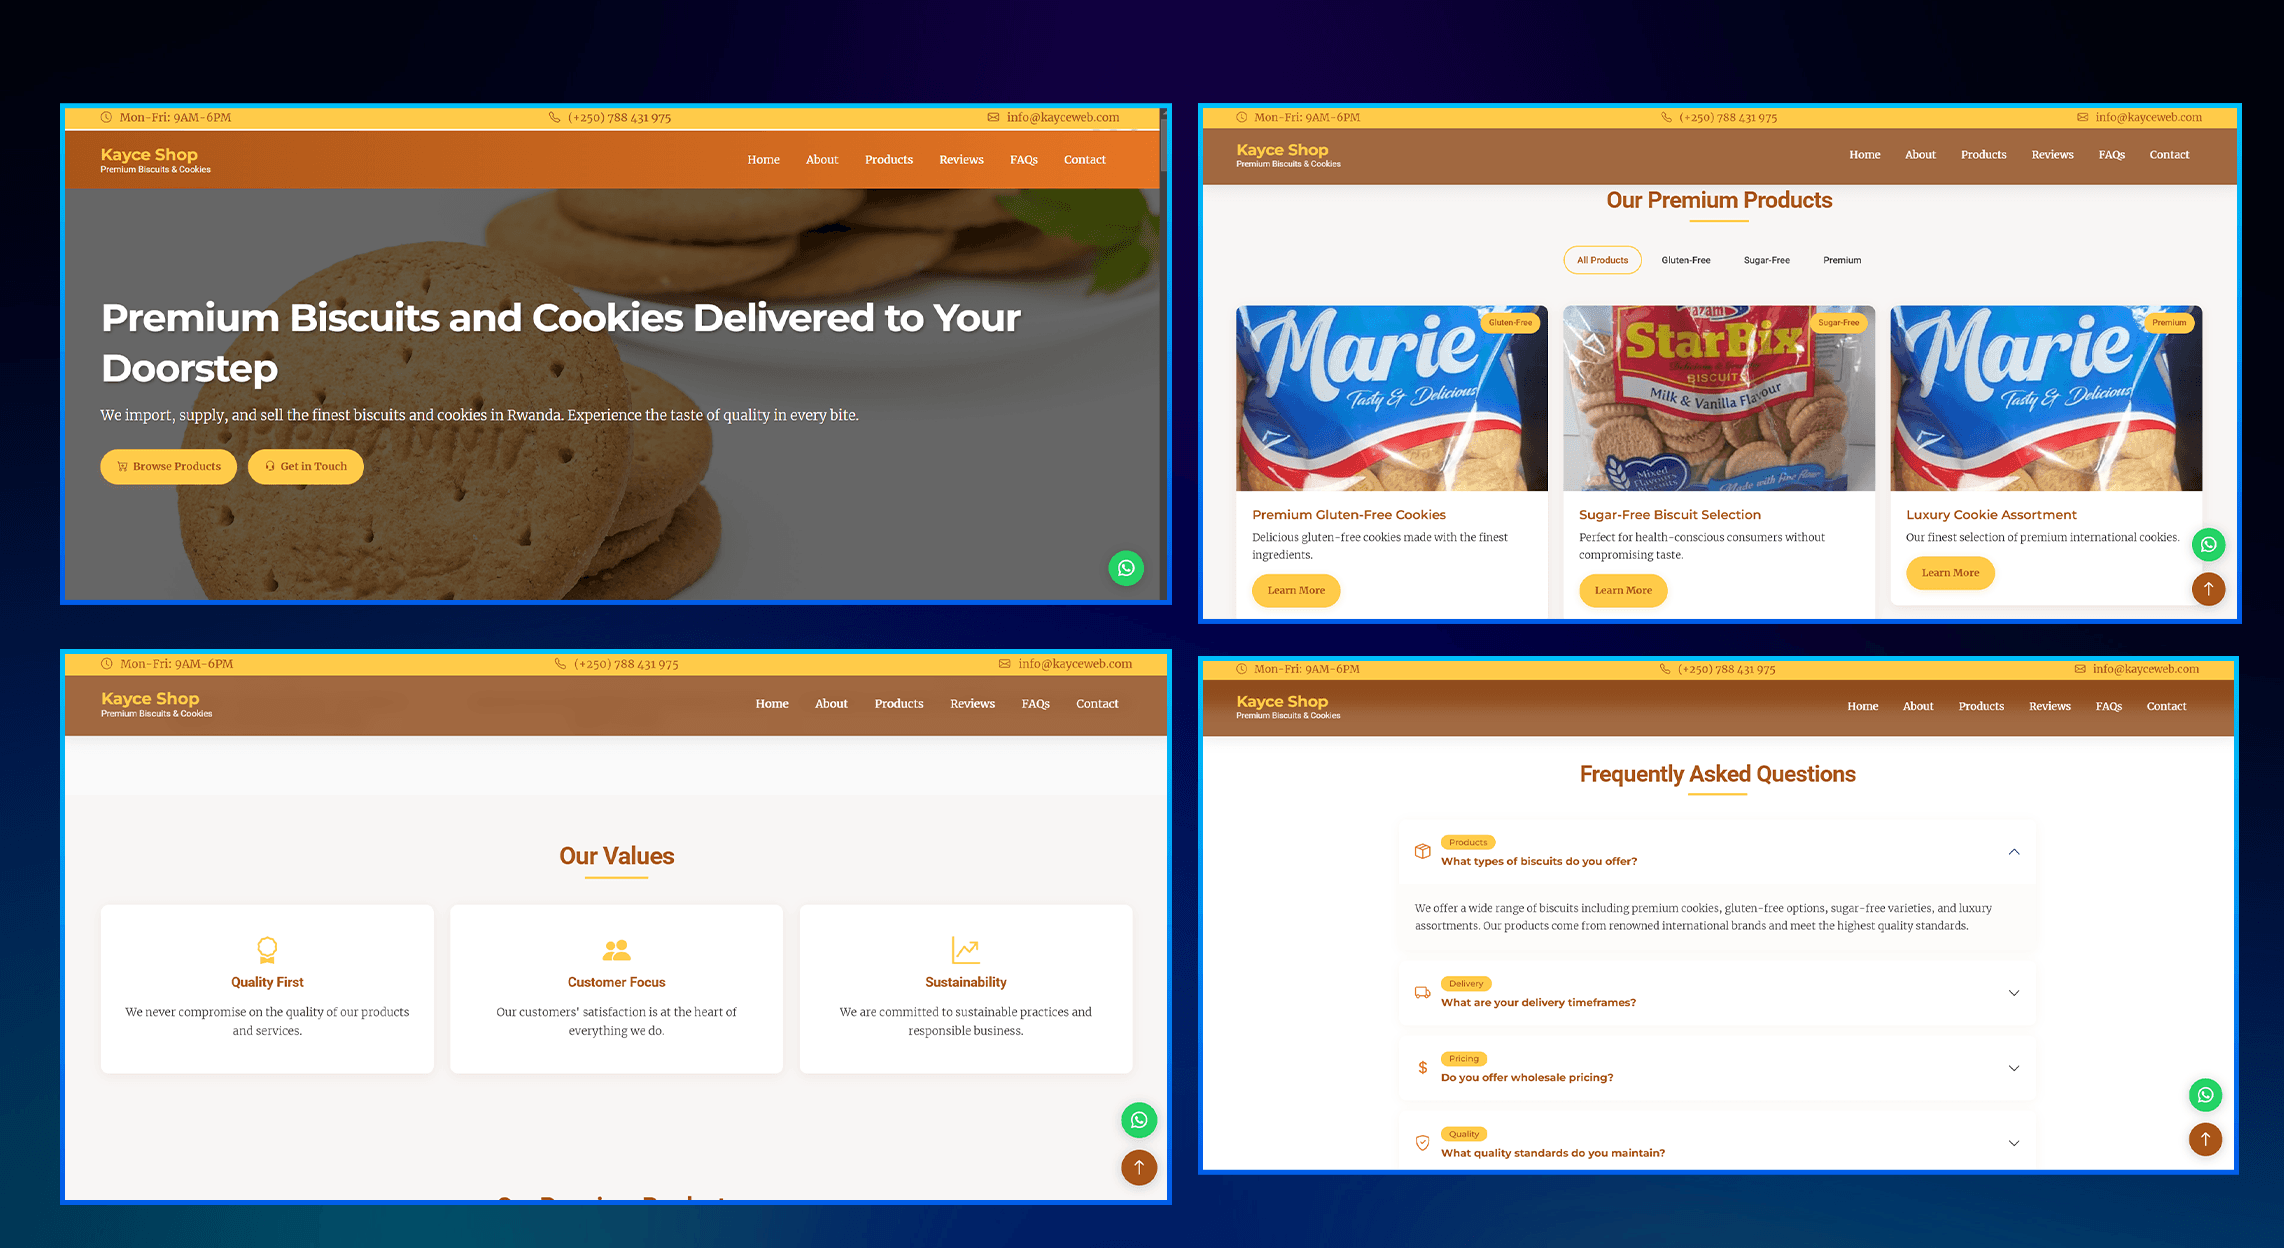 Mon-Fri: 9AM-6PM
(+250) 788 431 975
info@kayceweb.com
Kayce Shop
Premium Biscuits & Cookies
Home
About
Products
Reviews
FAQs
Contact
Premium Biscuits and Cookies Delivered to Your
Doorstep
We import, supply, and sell the finest biscuits and cookies in Rwanda. Experience the taste of quality in every bite.
Browse Products
Get in Touch
Mon-Fri: 9AM-6PM
(+250) 788 431 975
info@kayceweb.com
Kayce Shop
Premium Biscuits & Cookies
Home
About
Products
Reviews
FAQs
Contact
Our Premium Products
All Products
Gluten-Free
Sugar-Free
Premium
Gluten-Free
Marie
Tasty & Delicious
Sugar-Free
azam
StarBix
BISCUITS
Milk & Vanilla Flavour
Mixed
Flavours
Biscuits
Made with fine flour
Premium
Marie
Tasty & Delicious
Premium Gluten-Free Cookies
Delicious gluten-free cookies made with the finest
ingredients.
Learn More
Sugar-Free Biscuit Selection
Perfect for health-conscious consumers without
compromising taste.
Learn More
Luxury Cookie Assortment
Our finest selection of premium international cookies.
Learn More
Mon-Fri: 9AM-6PM
(+250) 788 431 975
info@kayceweb.com
Kayce Shop
Premium Biscuits & Cookies
Home
About
Products
Reviews
FAQs
Contact
Our Values
Quality First
We never compromise on the quality of our products
and services.
Customer Focus
Our customers' satisfaction is at the heart of
everything we do.
Sustainability
We are committed to sustainable practices and
responsible business.
Mon-Fri: 9AM-6PM
(+250) 788 431 975
info@kayceweb.com
Kayce Shop
Premium Biscuits & Cookies
Home
About
Products
Reviews
FAQs
Contact
Frequently Asked Questions
Products
What types of biscuits do you offer?
We offer a wide range of biscuits including premium cookies, gluten-free options, sugar-free varieties, and luxury
assortments. Our products come from renowned international brands and meet the highest quality standards.
Delivery
What are your delivery timeframes?
Pricing
Do you offer wholesale pricing?
Quality
What quality standards do you maintain?